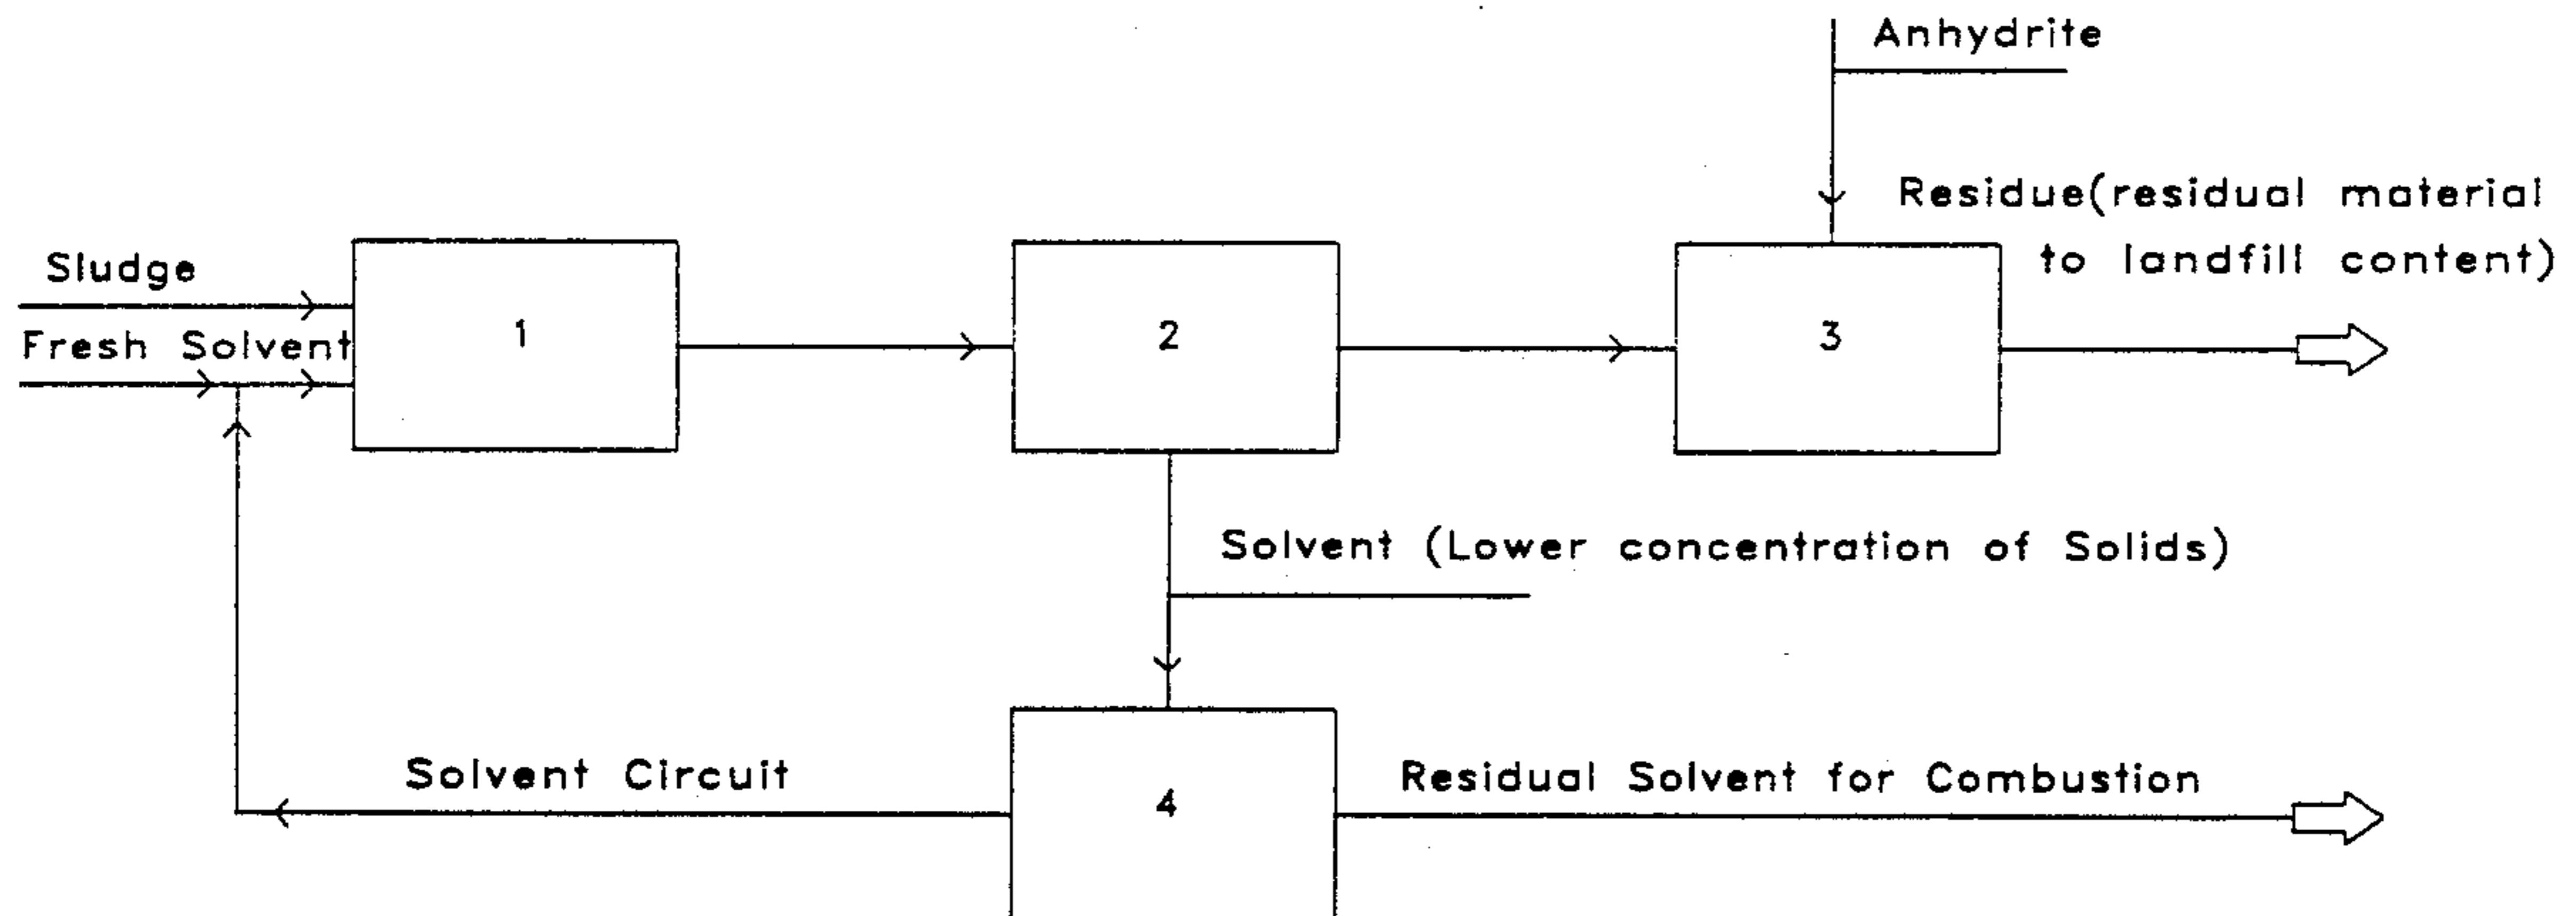 Anhydrite
Residue(residual material
to landfill content)
Sludge
Fresh Solvent
1
2
3
Solvent (Lower concentration of Solids)
Solvent Circuit
4
Residual Solvent for Combustion